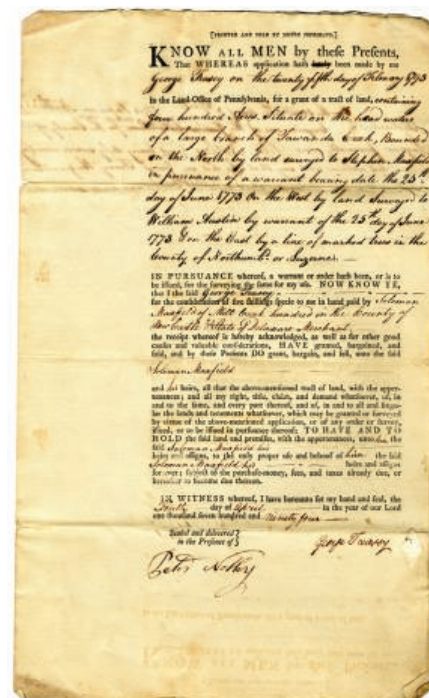 [PRINTED AND SOLD BY
KNOW ALL MEN by these Presents,
That WHEREAS application hath been made by me
George on the twenty fifth day of February 1793
in the Land-Office of Pennsylvania, for a grant of a tract of land, containing
four hundred Acres Situate on the head waters
of a large branch of Tawanda Creek, Bounded
on the North by land surveyed to Stephen Maxfield
in pursuance of a warrant bearing date the 25th
day of June 1773 On the West by land Surveyed to
William Austin by warrant of the 25th day of June
1773 & on the East by a line of marked trees in the
County of Northumbd. or Luzerne.
IN PURSUANCE whereof, a warrant or order hath been, or is to
be issued, for the surveying the same for my use. NOW KNOW YE,
that I the said George
for the consideration of five shillings specie to me in hand paid by Soloman
Maxfield of Mill Creek hundred in the County of
New Castle & State of Delaware Merchant
the receipt whereof is hereby acknowledged, as well as for other good
causes and valuable considerations, HAVE granted, bargained, and
sold, and by these Presents DO grant, bargain, and sell, unto the said
Soloman Maxfield
and his heirs, all that the abovementioned tract of land, with the appur-
tenances; and all my right, title, claim, and demand whatsoever, of, in
and to the same, and every part thereof, and of, in and to all and singu-
lar the lands and tenements whatsoever, which may be granted or surveyed
by virtue of the above-mentioned application, or of any order or survey,
issued, or to be issued in pursuance thereof: TO HAVE AND TO
HOLD the said land and premises, with the appurtenances, unto the said
Soloman Maxfield his
heirs and assigns, to the only proper use and behoof of him the said
Soloman Maxfield his heirs and assigns
for ever; subject to the purchase-money, fees, and taxes already due, or
hereafter to become due thereon.
IN WITNESS whereof, I have hereunto set my hand and seal, the
day of April in the year of our Lord
one thousand seven hundred and ninety four
Sealed and delivered
in the Presence of
George
Peter